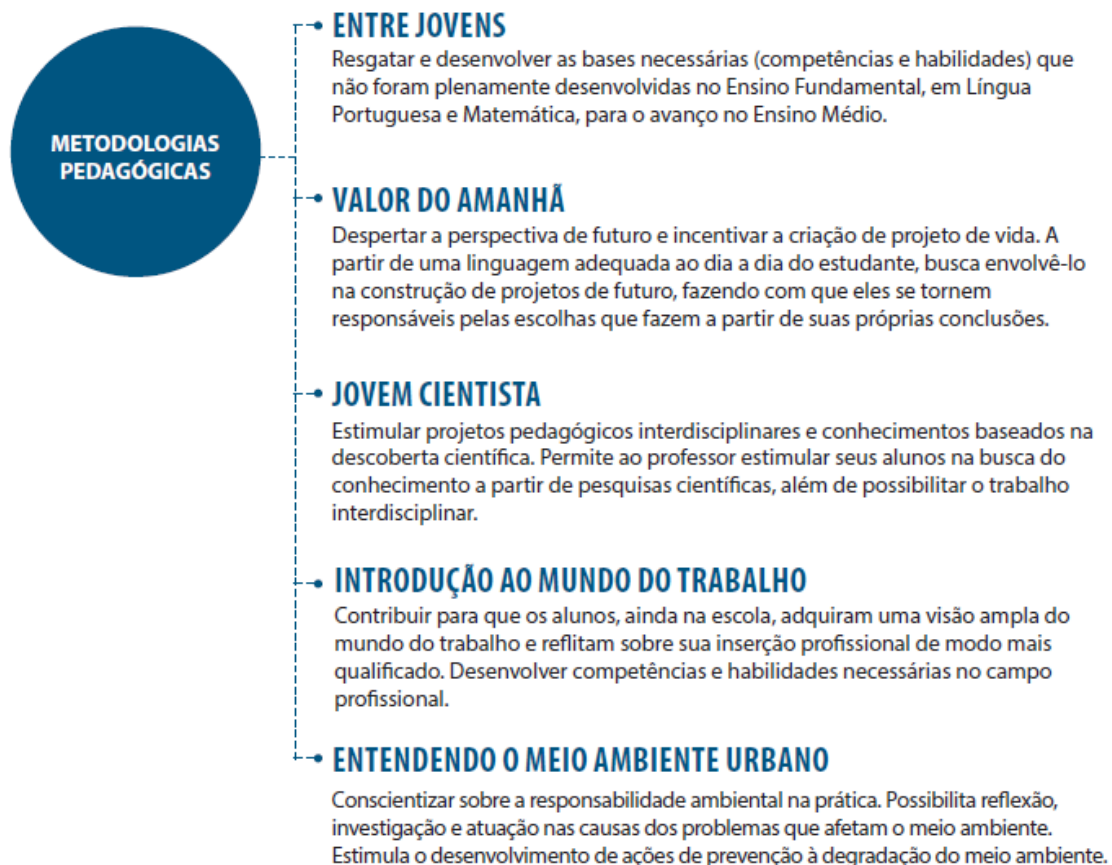 METODOLOGIAS
PEDAGÓGICAS
ENTRE JOVENS
Resgatar e desenvolver as bases necessárias (competências e habilidades) que
não foram plenamente desenvolvidas no Ensino Fundamental, em Língua
Portuguesa e Matemática, para o avanço no Ensino Médio.
VALOR DO AMANHÃ
Despertar a perspectiva de futuro e incentivar a criação de projeto de vida. A
partir de uma linguagem adequada ao dia a dia do estudante, busca envolvê-lo
na construção de projetos de futuro, fazendo com que eles se tornem
responsáveis pelas escolhas que fazem a partir de suas próprias conclusões.
JOVEM CIENTISTA
Estimular projetos pedagógicos interdisciplinares e conhecimentos baseados na
descoberta científica. Permite ao professor estimular seus alunos na busca do
conhecimento a partir de pesquisas científicas, além de possibilitar o trabalho
interdisciplinar.
INTRODUÇÃO AO MUNDO DO TRABALHO
Contribuir para que os alunos, ainda na escola, adquiram uma visão ampla do
mundo do trabalho e reflitam sobre sua inserção profissional de modo mais
qualificado. Desenvolver competências e habilidades necessárias no campo
profissional.
ENTENDENDO O MEIO AMBIENTE URBANO
Conscientizar sobre a responsabilidade ambiental na prática. Possibilita reflexão,
investigação e atuação nas causas dos problemas que afetam o meio ambiente.
Estimula o desenvolvimento de ações de prevenção à degradação do meio ambiente.